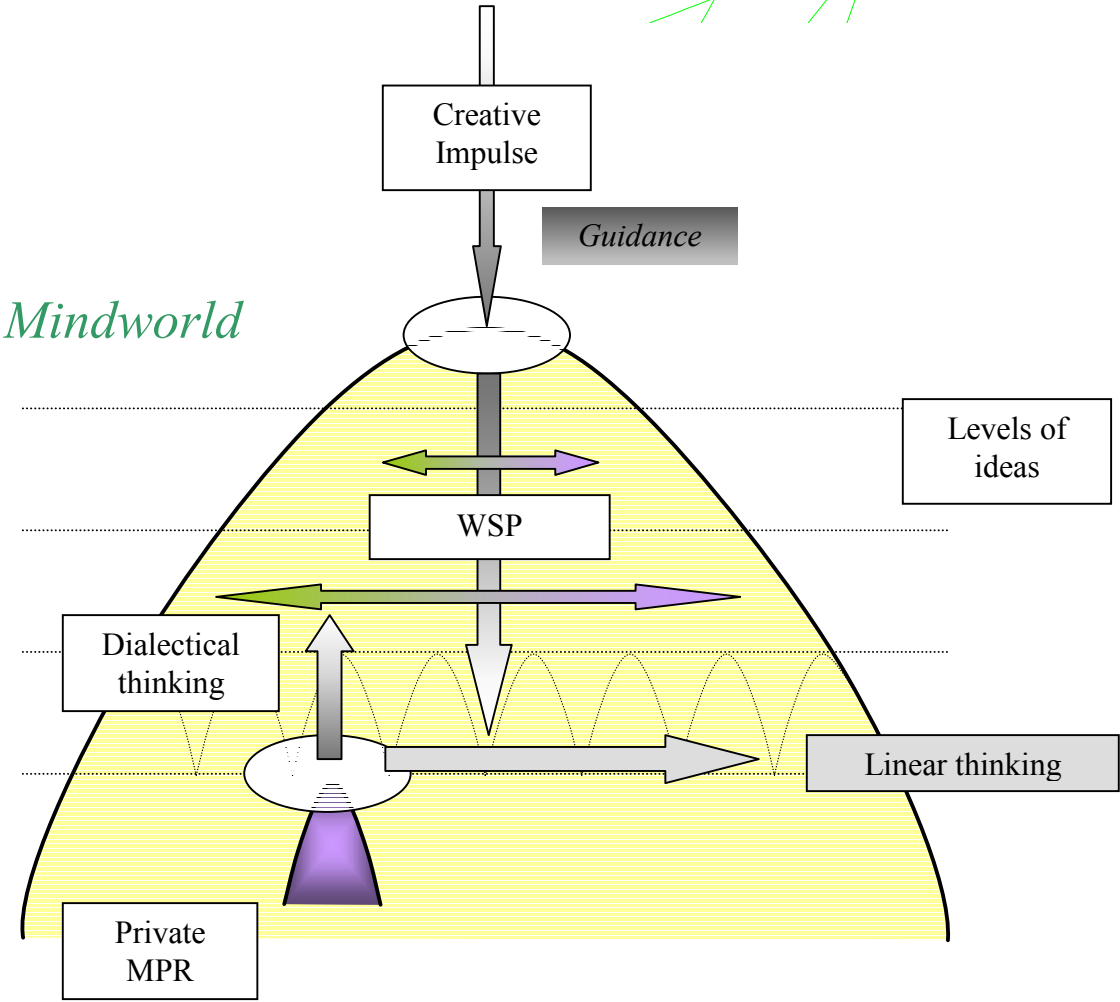 Creative
Impulse
Guidance
Mindworld
Levels of
ideas
WSP
Dialectical
thinking
Linear thinking
Private
MPR